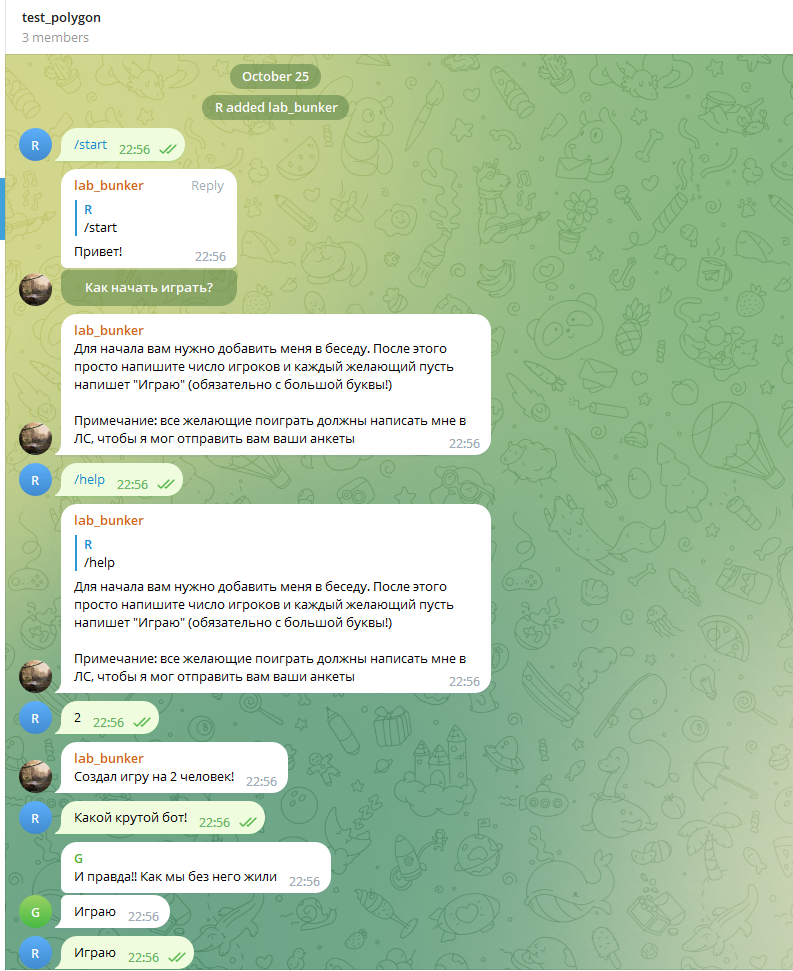 test_polygon
3 members
October 25
R added lab_bunker
R
/start 22:56
lab_bunker Reply
R
/start
Привет! 22:56
Как начать играть?
lab_bunker
Для начала вам нужно добавить меня в беседу. После этого
просто напишите число игроков и каждый желающий пусть
напишет "Играю" (обязательно с большой буквы!)
Примечание: все желающие поиграть должны написать мне в
ЛС, чтобы я мог отправить вам ваши анкеты 22:56
R
/help 22:56
lab_bunker
R
/help
Для начала вам нужно добавить меня в беседу. После этого
просто напишите число игроков и каждый желающий пусть
напишет "Играю" (обязательно с большой буквы!)
Примечание: все желающие поиграть должны написать мне в
ЛС, чтобы я мог отправить вам ваши анкеты 22:56
R
2 22:56
lab_bunker
Создал игру на 2 человек! 22:56
R
Какой крутой бот! 22:56
G
И правда!! Как мы без него жили 22:56
G
Играю 22:56
R
Играю 22:56